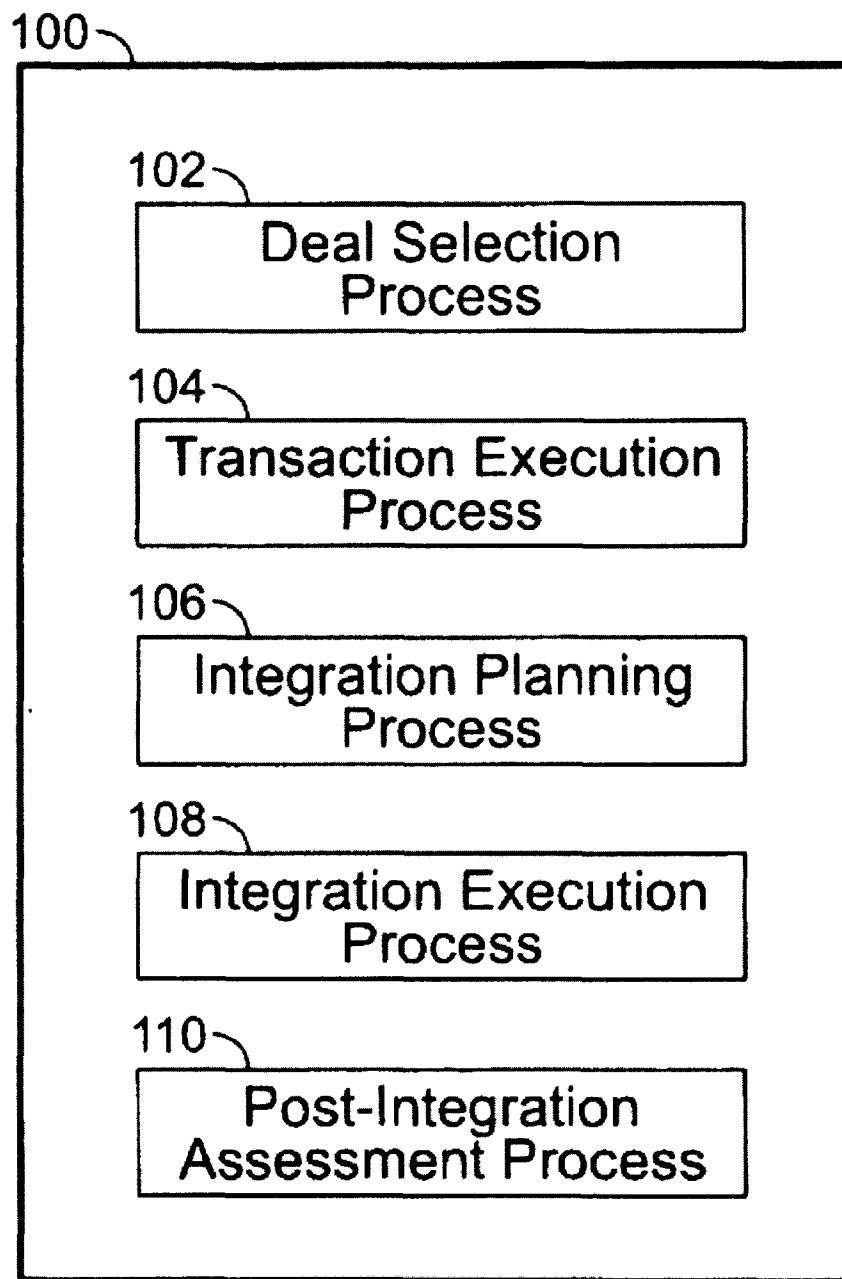 100
102
Deal Selection
Process
104
Transaction Execution
Process
106
Integration Planning
Process
108
Integration Execution
Process
110
Post-Integration
Assessment Process